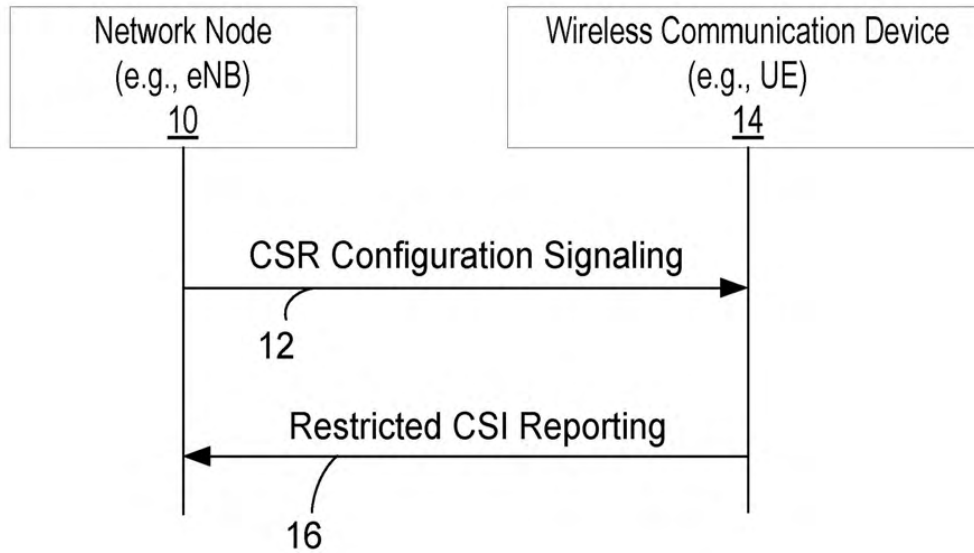 Network Node
(e.g., eNB)
10
Wireless Communication Device
(e.g., UE)
14
CSR Configuration Signaling
12
Restricted CSI Reporting
16